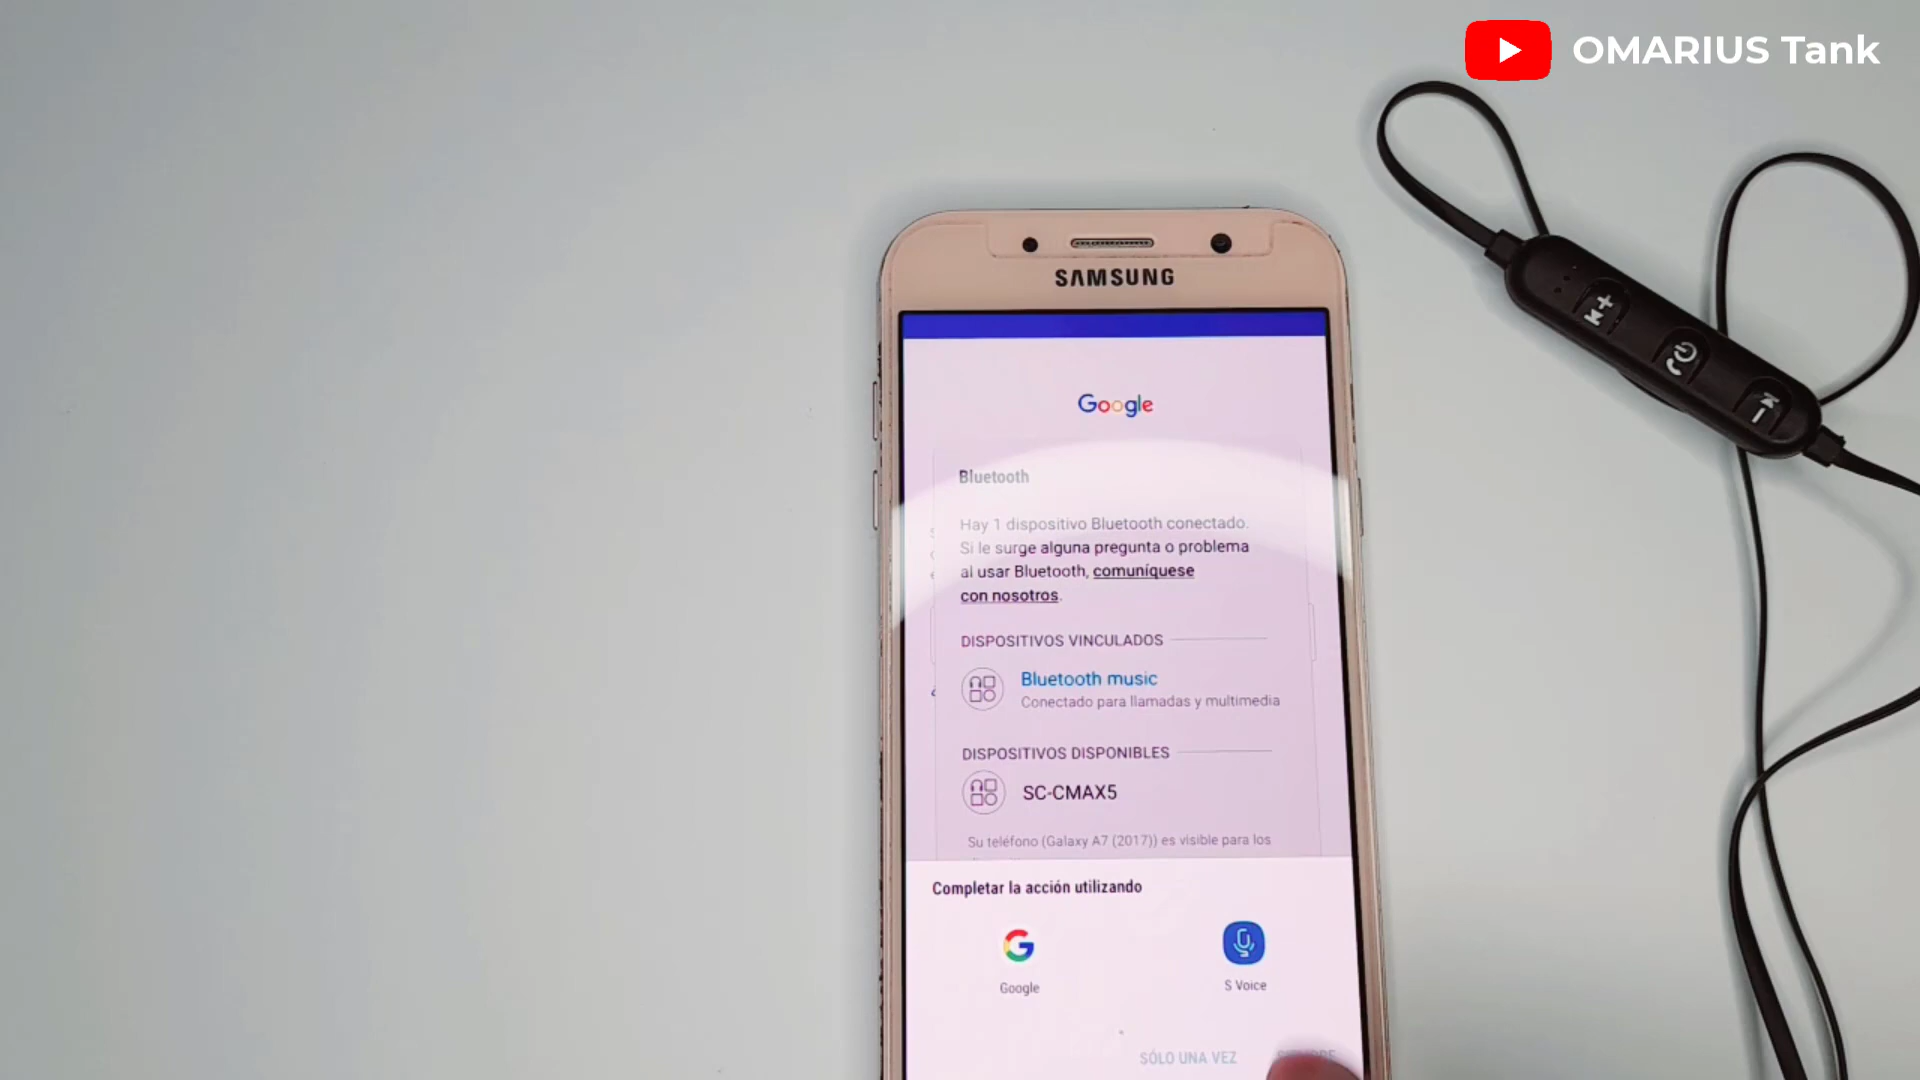 OMARIUS Tank
SAMSUNG
Google
Bluetooth
Hay 1 dispositivo Bluetooth conectado.
Si le surge alguna pregunta o problema
al usar Bluetooth, comuníquese
con nosotros.
DISPOSITIVOS VINCULADOS
Bluetooth music
Conectado para llamadas y multimedia
DISPOSITIVOS DISPONIBLES
SC-CMAX5
Su teléfono (Galaxy A7 (2017)) es visible para los
Completar la acción utilizando
Google
S Voice
SÓLO UNA VEZ